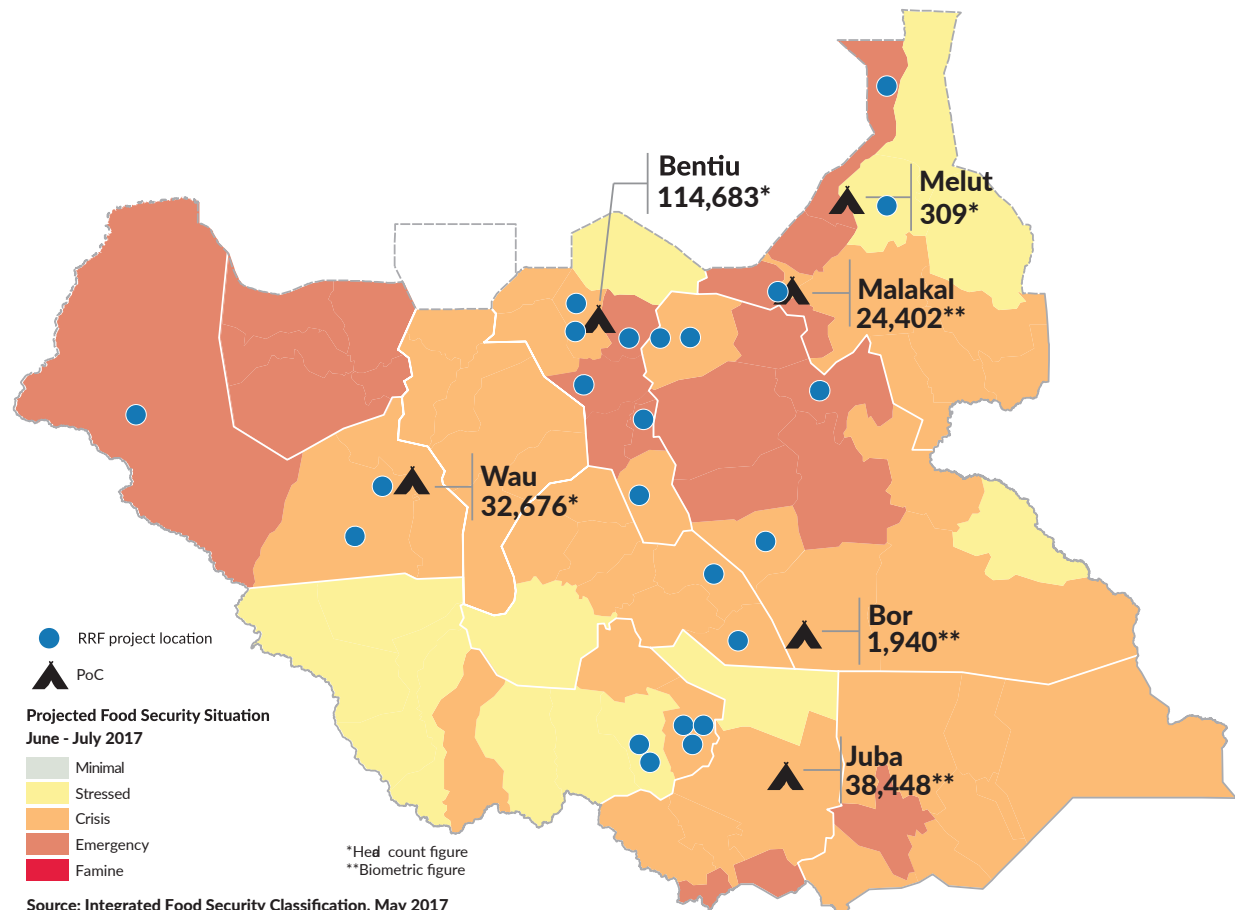 Bentiu
114,683*
Melut
309*
Malakal
24,402**
Wau
32,676*
Bor
1,940**
Juba
38,448**
RRF project location
PoC
Projected Food Security Situation
June - July 2017
Minimal
Stressed
Crisis
Emergency
Famine
*Head count figure
**Biometric figure
Source: Integrated Food Security Classification, May 2017